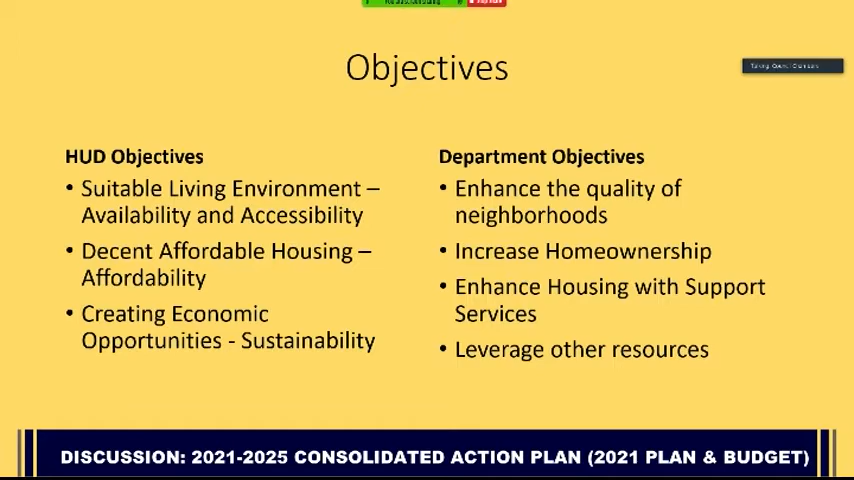 Objectives
HUD Objectives
• Suitable Living Environment –
Availability and Accessibility
• Decent Affordable Housing –
Affordability
• Creating Economic
Opportunities - Sustainability
Department Objectives
• Enhance the quality of
neighborhoods
• Increase Homeownership
• Enhance Housing with Support
Services
• Leverage other resources
DISCUSSION: 2021-2025 CONSOLIDATED ACTION PLAN (2021 PLAN & BUDGET)